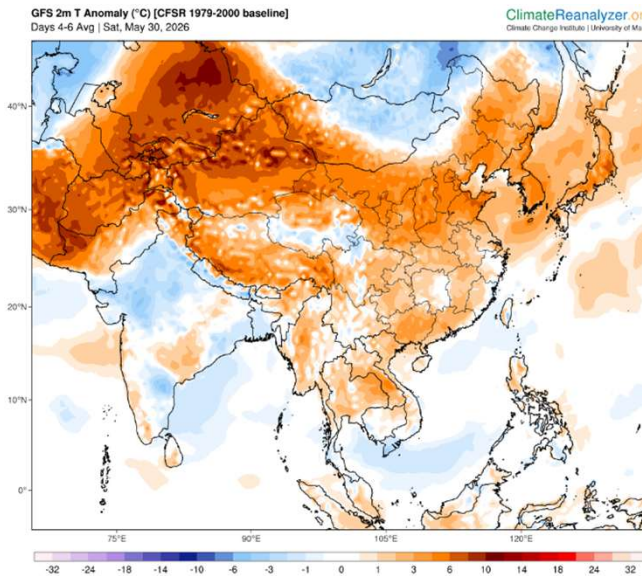 GFS 2m T Anomaly (°C) [CFSR 1979-2000 baseline]
Days 4-6 Avg | Sat, May 30, 2026
ClimateReanalyzer.or
Climate Change Institute | University of Ma
40°N
30°N
20°N
10°N
0°
75°E
90°E
105°E
120°E
-32 -24 -18 -14 -10 -6 -3 -1 0 1 3 6 10 14 18 24 32